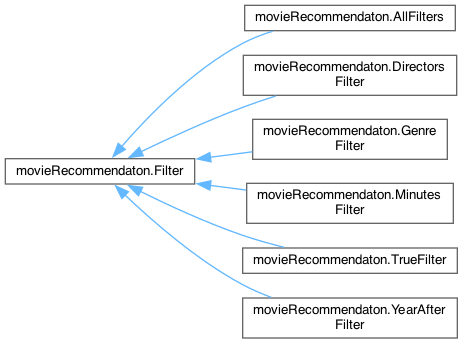 movieRecommendaton.AllFilters
movieRecommendaton.Directors
Filter
movieRecommendaton.Genre
Filter
movieRecommendaton.Filter
movieRecommendaton.Minutes
Filter
movieRecommendaton.TrueFilter
movieRecommendaton.YearAfter
Filter